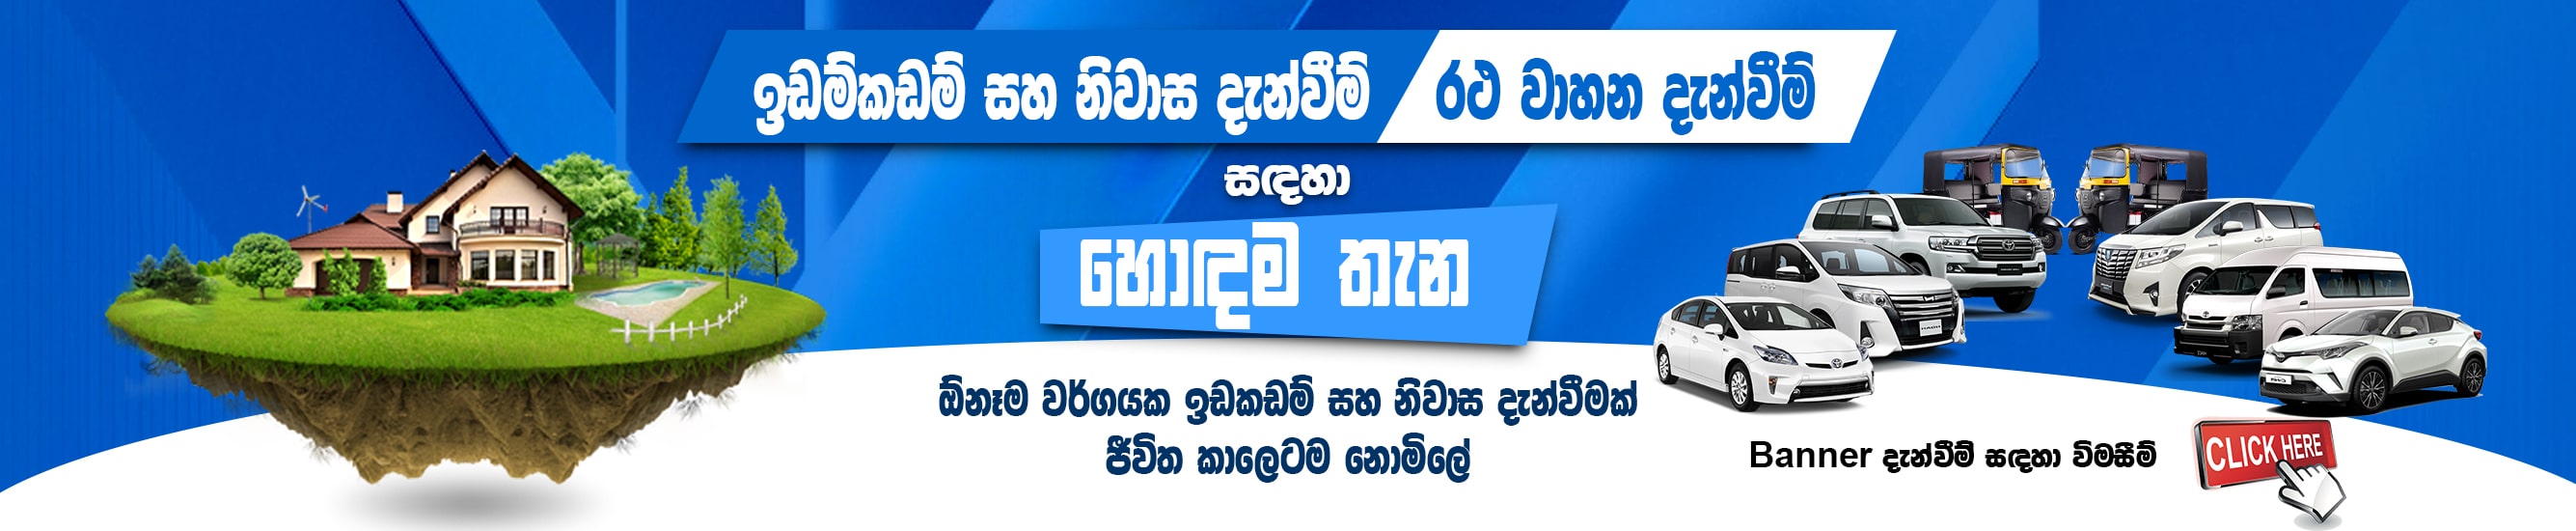 ඉඩම්කඩම් සහ නිවාස දැන්වීම් රථ වාහන දැන්වීම්
සඳහා
හොඳම තැන
ඕනෑම වර්ගයක ඉඩකඩම් සහ නිවාස දැන්වීමක්
ජීවිත කාලෙටම නොමිලේ
Banner දැන්වීම් සඳහා විමසීම්
CLICK HERE